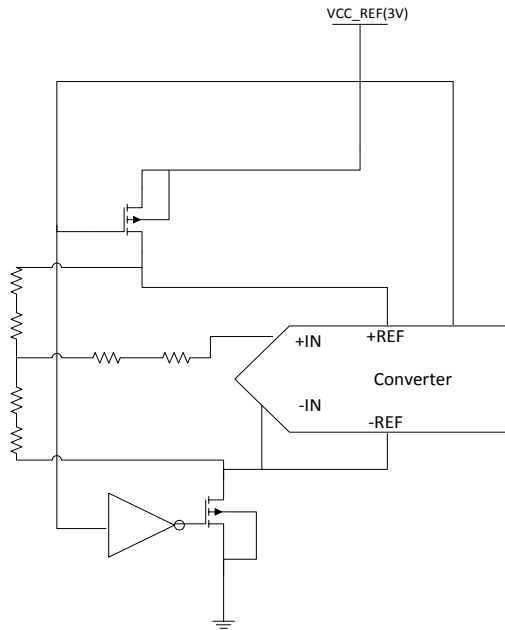 VCC_REF(3V)
+IN
+REF
Converter
-IN
-REF